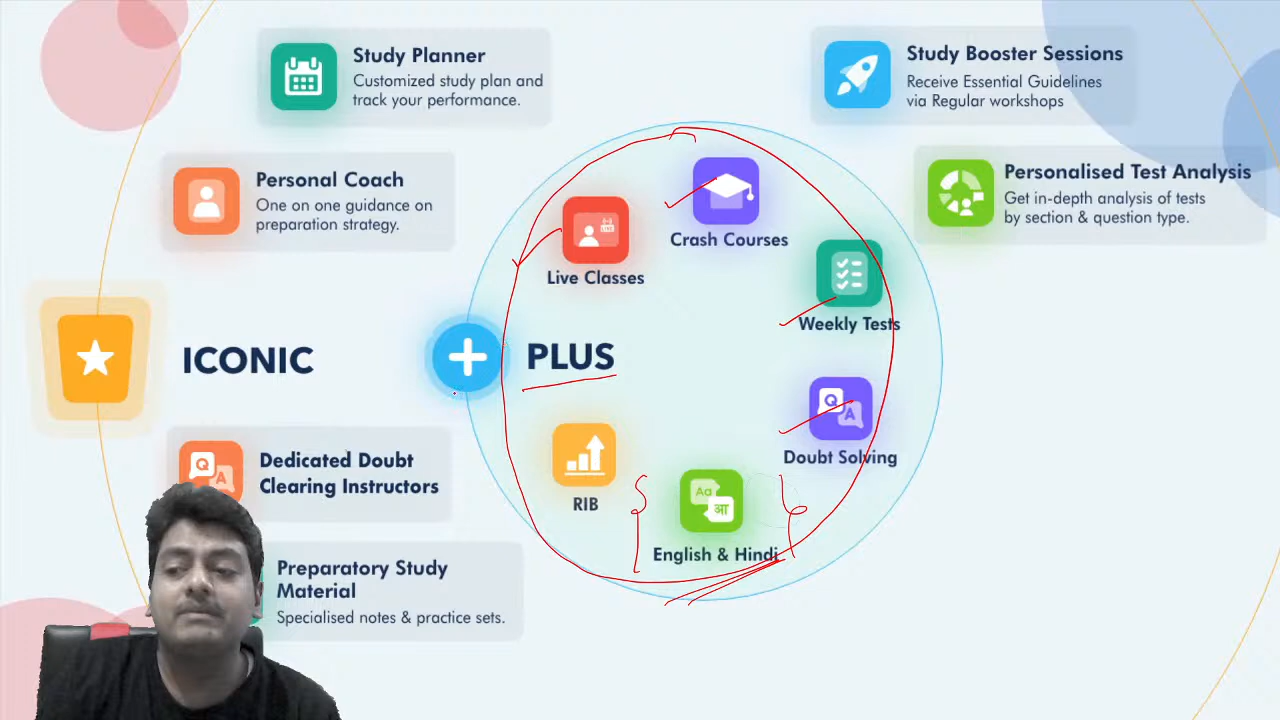 Study Planner
Customized study plan and
track your performance.
Study Booster Sessions
Receive Essential Guidelines
via Regular workshops
Personal Coach
One on one guidance on
preparation strategy.
Personalised Test Analysis
Get in-depth analysis of tests
by section & question type.
Crash Courses
LIVE
Live Classes
Weekly Tests
ICONIC
PLUS
Q
A
Doubt Solving
Q
A
Dedicated Doubt
Clearing Instructors
RIB
Aa
आ
English & Hindi
Preparatory Study
Material
Specialised notes & practice sets.